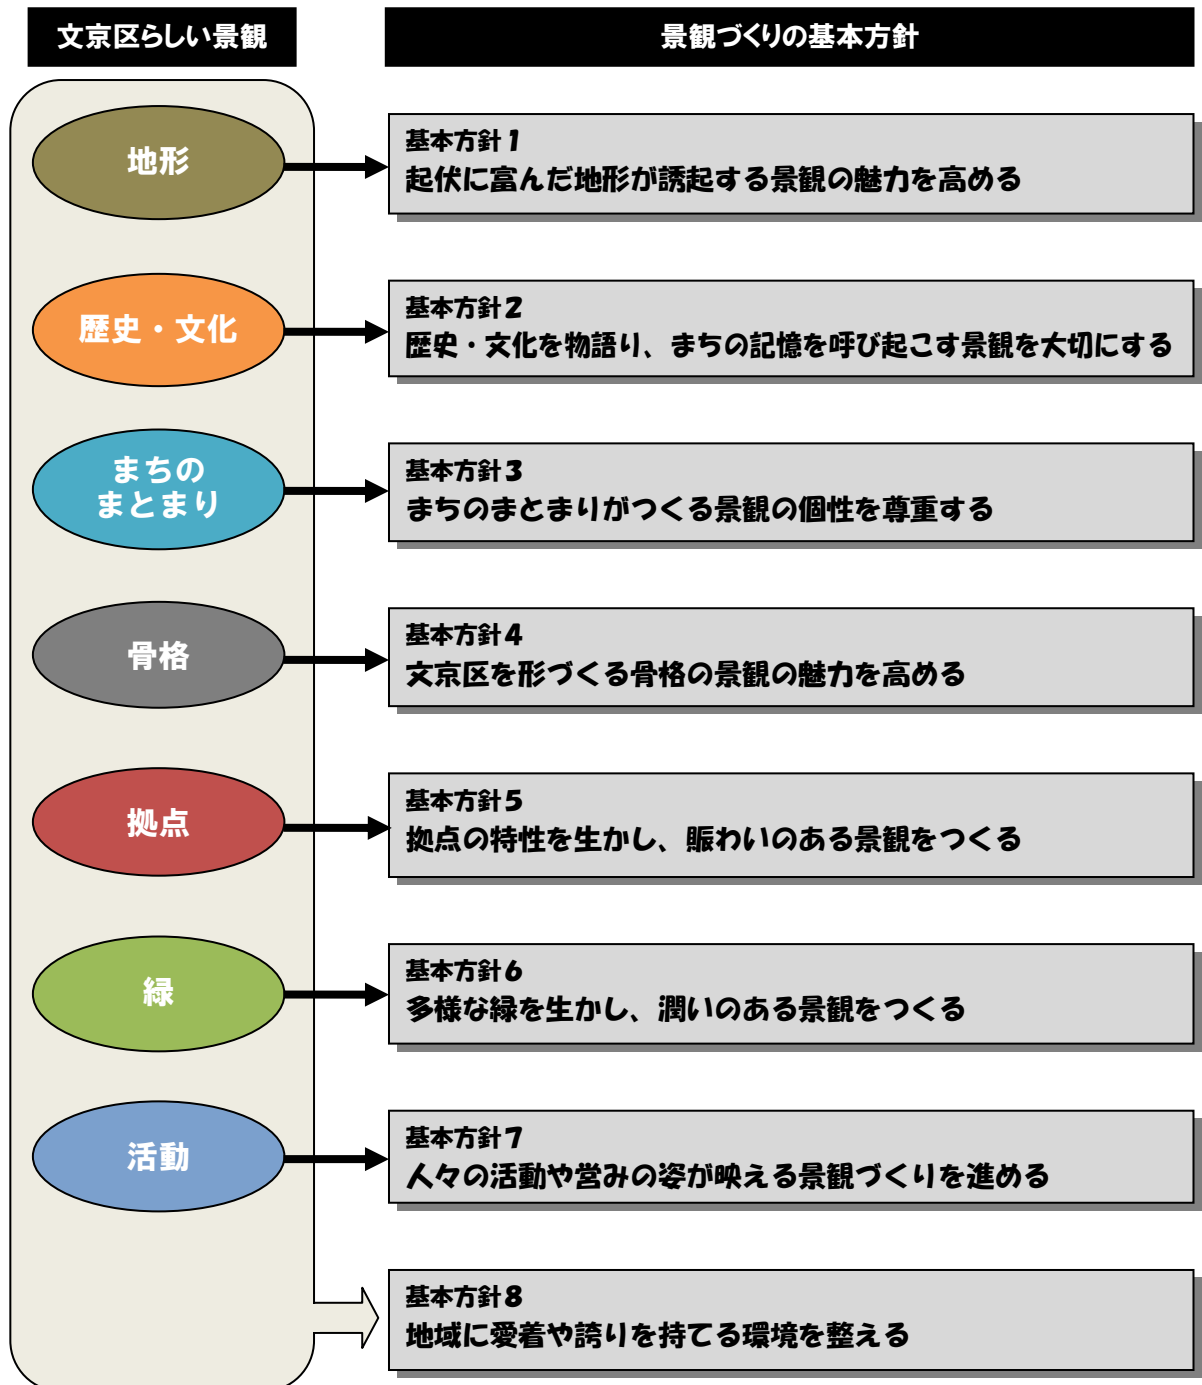 文京区らしい景観
景観づくりの基本方針
地形
基本方針1
起伏に富んだ地形が誘起する景観の魅力を高める
歴史・文化
基本方針2
歴史・文化を物語り、まちの記憶を呼び起こす景観を大切にする
まちの
まとまり
基本方針3
まちのまとまりがつくる景観の個性を尊重する
骨格
基本方針4
文京区を形づくる骨格の景観の魅力を高める
拠点
基本方針5
拠点の特性を生かし、賑わいのある景観をつくる
緑
基本方針6
多様な緑を生かし、潤いのある景観をつくる
活動
基本方針7
人々の活動や営みの姿が映える景観づくりを進める
基本方針8
地域に愛着や誇りを持てる環境を整える